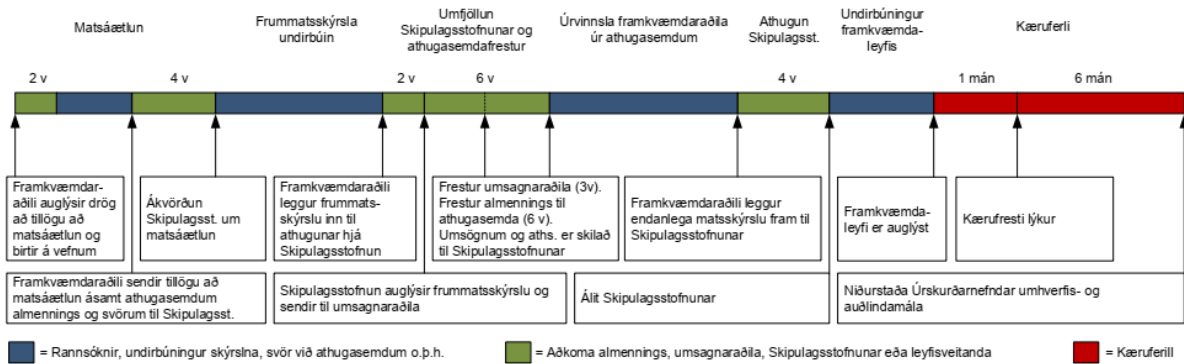 Matsáætlun
Frummatsskýrsla
undirbúin
Umfjöllun
Skipulagsstofnunar og
athugasemdafrestur
Úrvinnsla framkvæmdaraðila
úr athugasemdum
Athugun
Skipulagsst.
Undirbúningur
framkvæmda-
leyfis
Kæruferli
2 v
4 v
2 v
6 v
4 v
1 mán
6 mán
Framkvæmdar-
aðili auglýsir drög
að tillögu að
matsáætlun og
birtir á vefnum
Ákvörðun
Skipulagsst. um
matsáætlun
Framkvæmdaraðili
leggur frummats-
skýrslu inn til
athugunar hjá
Skipulagsstofnun
Frestur umsagnaraðila (3v).
Frestur almennings til
athugasemda (6 v).
Umsögnum og aths. er skilað
til Skipulagsstofnunar
Framkvæmdaraðili leggur
endanlega matsskýrslu fram til
Skipulagsstofnunar
Framkvæmda-
leyfi er auglýst
Kærufresti lýkur
Framkvæmdaraðili sendir tillögu að
matsáætlun ásamt athugasemdum
almennings og svörum til Skipulagsst.
Skipulagsstofnun auglýsir frummatsskýrslu og
sendir til umsagnaraðila
Álit Skipulagsstofnunar
Niðurstaða Úrskurðarnefndar umhverfis- og
auðlindamála
= Rannsóknir, undirbúningur skýrslna, svör við athugasemdum o.þ.h.
= Aðkoma almennings, umsagnaraðila, Skipulagsstofnunar eða leyfisveitanda
= Kæruferill